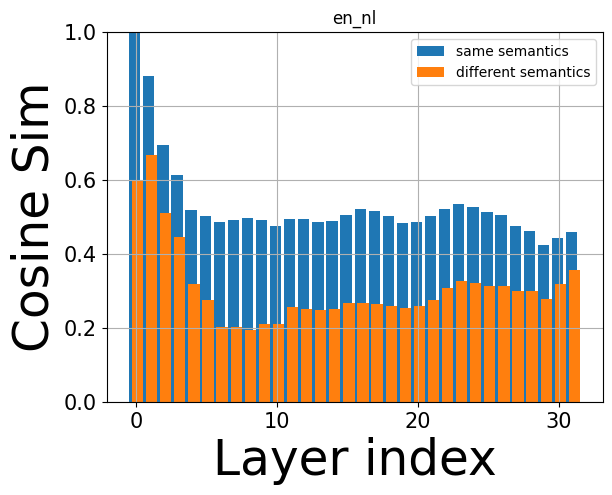 en_nl
same semantics
different semantics
Cosine Sim
1.0
0.8
0.6
0.4
0.2
0.0
0 10 20 30
Layer index